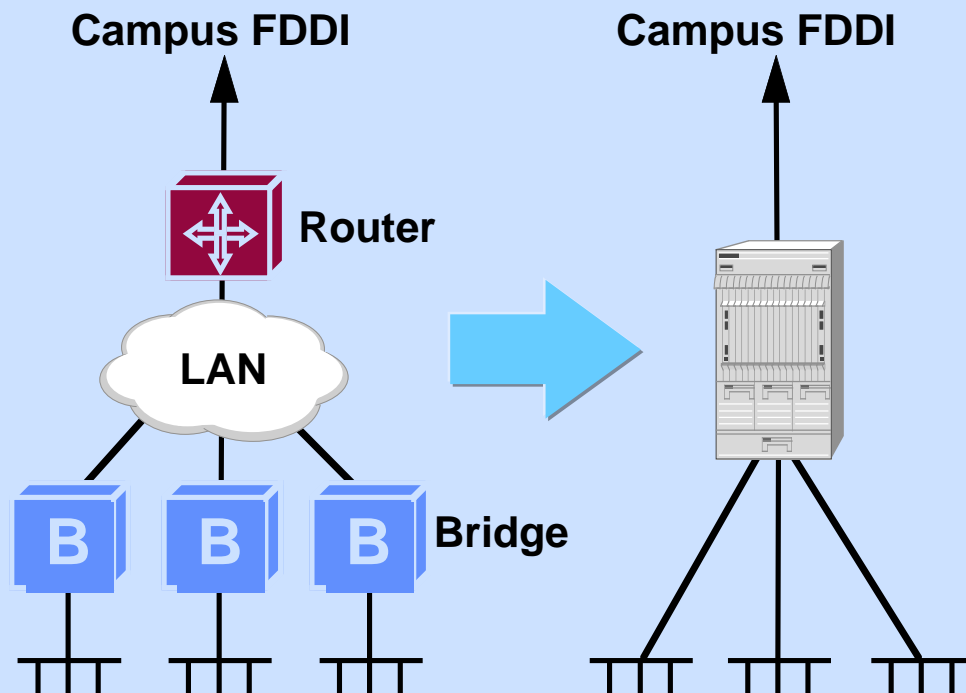 Campus FDDI
Campus FDDI
Router
LAN
B
B
B
Bridge